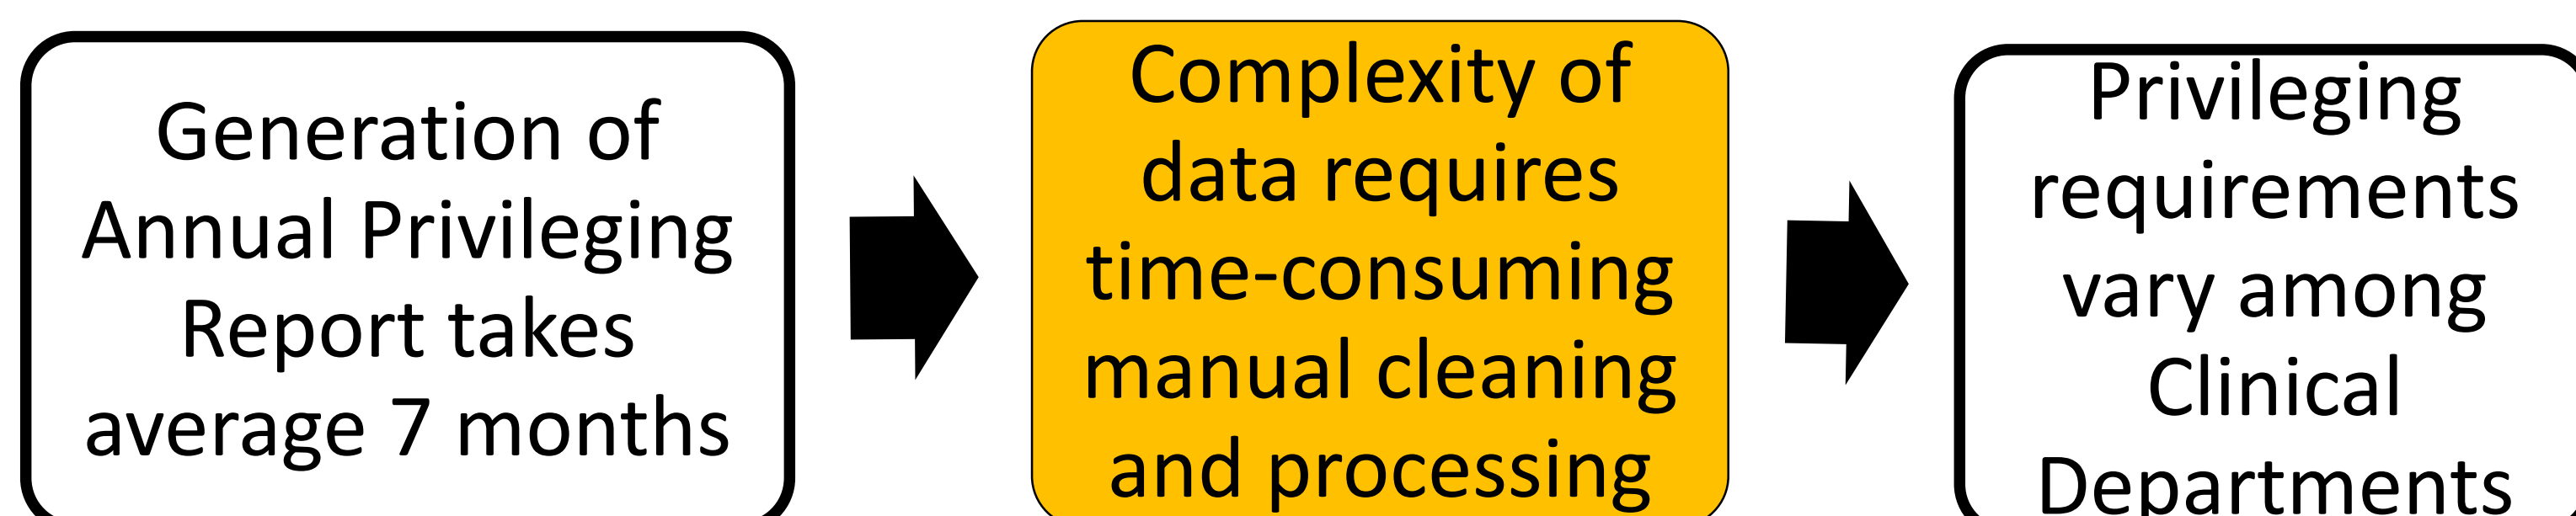 Generation of
Annual Privileging
Report takes
average 7 months
Complexity of
data requires
time-consuming
manual cleaning
and processing
Privileging
requirements
vary among
Clinical
Departments